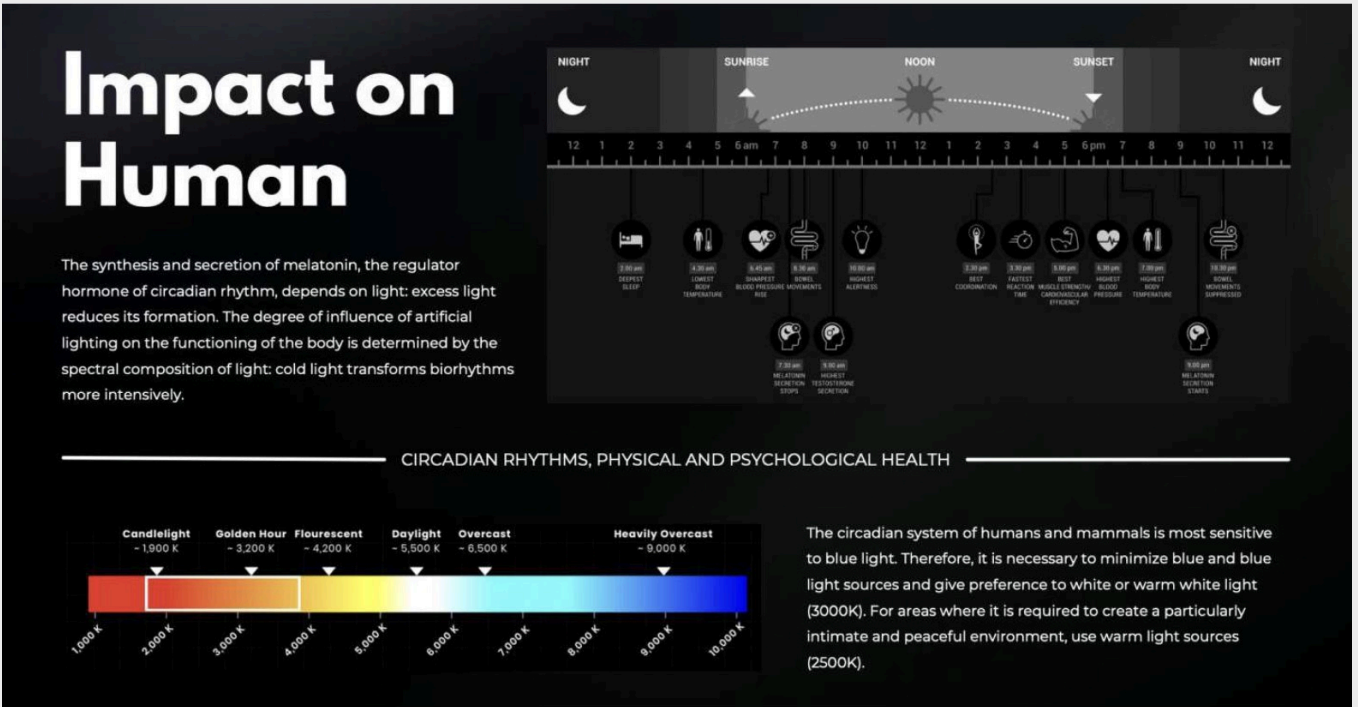 Impact on
Human
The synthesis and secretion of melatonin, the regulator
hormone of circadian rhythm, depends on light: excess light
reduces its formation. The degree of influence of artificial
lighting on the functioning of the body is determined by the
spectral composition of light: cold light transforms biorhythms
more intensively.
NIGHT SUNRISE NOON SUNSET NIGHT
12 1 2 3 4 5 6 am 7 8 9 10 11 12 1 2 3 4 5 6 pm 7 8 9 10 11 12
2.00 am
DEEPEST
SLEEP
4.30 am
LOWEST
BODY
TEMPERATURE
6.45 am
SHARPEST
BLOOD PRESSURE
RISE
8.30 am
BOWEL
MOVEMENTS
10.00 am
HIGHEST
ALERTNESS
2.30 pm
BEST
COORDINATION
3.30 pm
FASTEST
REACTION
TIME
5.00 pm
BEST
MUSCLE STRENGTH/
CARDIOVASCULAR
EFFICIENCY
6.30 pm
HIGHEST
BLOOD
PRESSURE
7.00 pm
HIGHEST
BODY
TEMPERATURE
10.30 pm
BOWEL
MOVEMENTS
SUPPRESSED
7.30 am
MELATONIN
SECRETION
STOPS
9.00 am
HIGHEST
TESTOSTERONE
SECRETION
9.00 pm
MELATONIN
SECRETION
STARTS
CIRCADIAN RHYTHMS, PHYSICAL AND PSYCHOLOGICAL HEALTH
Candlelight Golden Hour Flourescent Daylight Overcast Heavily Overcast
~ 1,900 K ~ 3,200 K ~ 4,200 K ~ 5,500 K ~ 6,500 K ~ 9,000 K
1,000 K 2,000 K 3,000 K 4,000 K 5,000 K 6,000 K 7,000 K 8,000 K 9,000 K 10,000 K
The circadian system of humans and mammals is most sensitive
to blue light. Therefore, it is necessary to minimize blue and blue
light sources and give preference to white or warm white light
(3000K). For areas where it is required to create a particularly
intimate and peaceful environment, use warm light sources
(2500K).